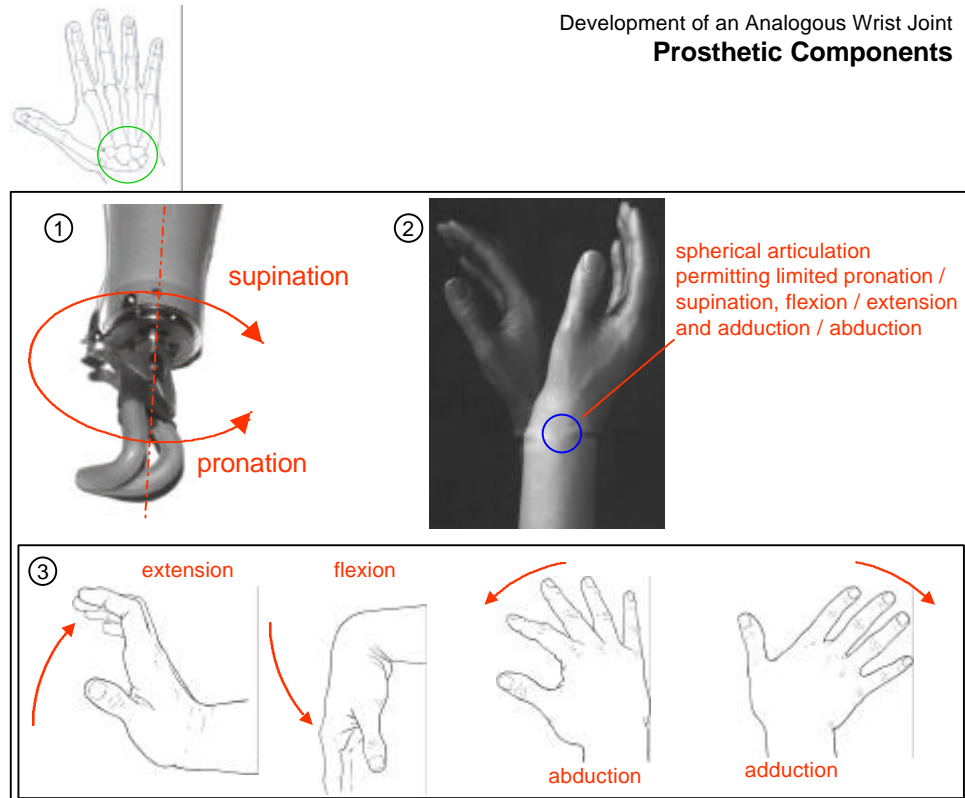 Development of an Analogous Wrist Joint
Prosthetic Components
1
supination
pronation
2
spherical articulation
permitting limited pronation /
supination, flexion / extension
and adduction / abduction
3
extension
flexion
abduction
adduction